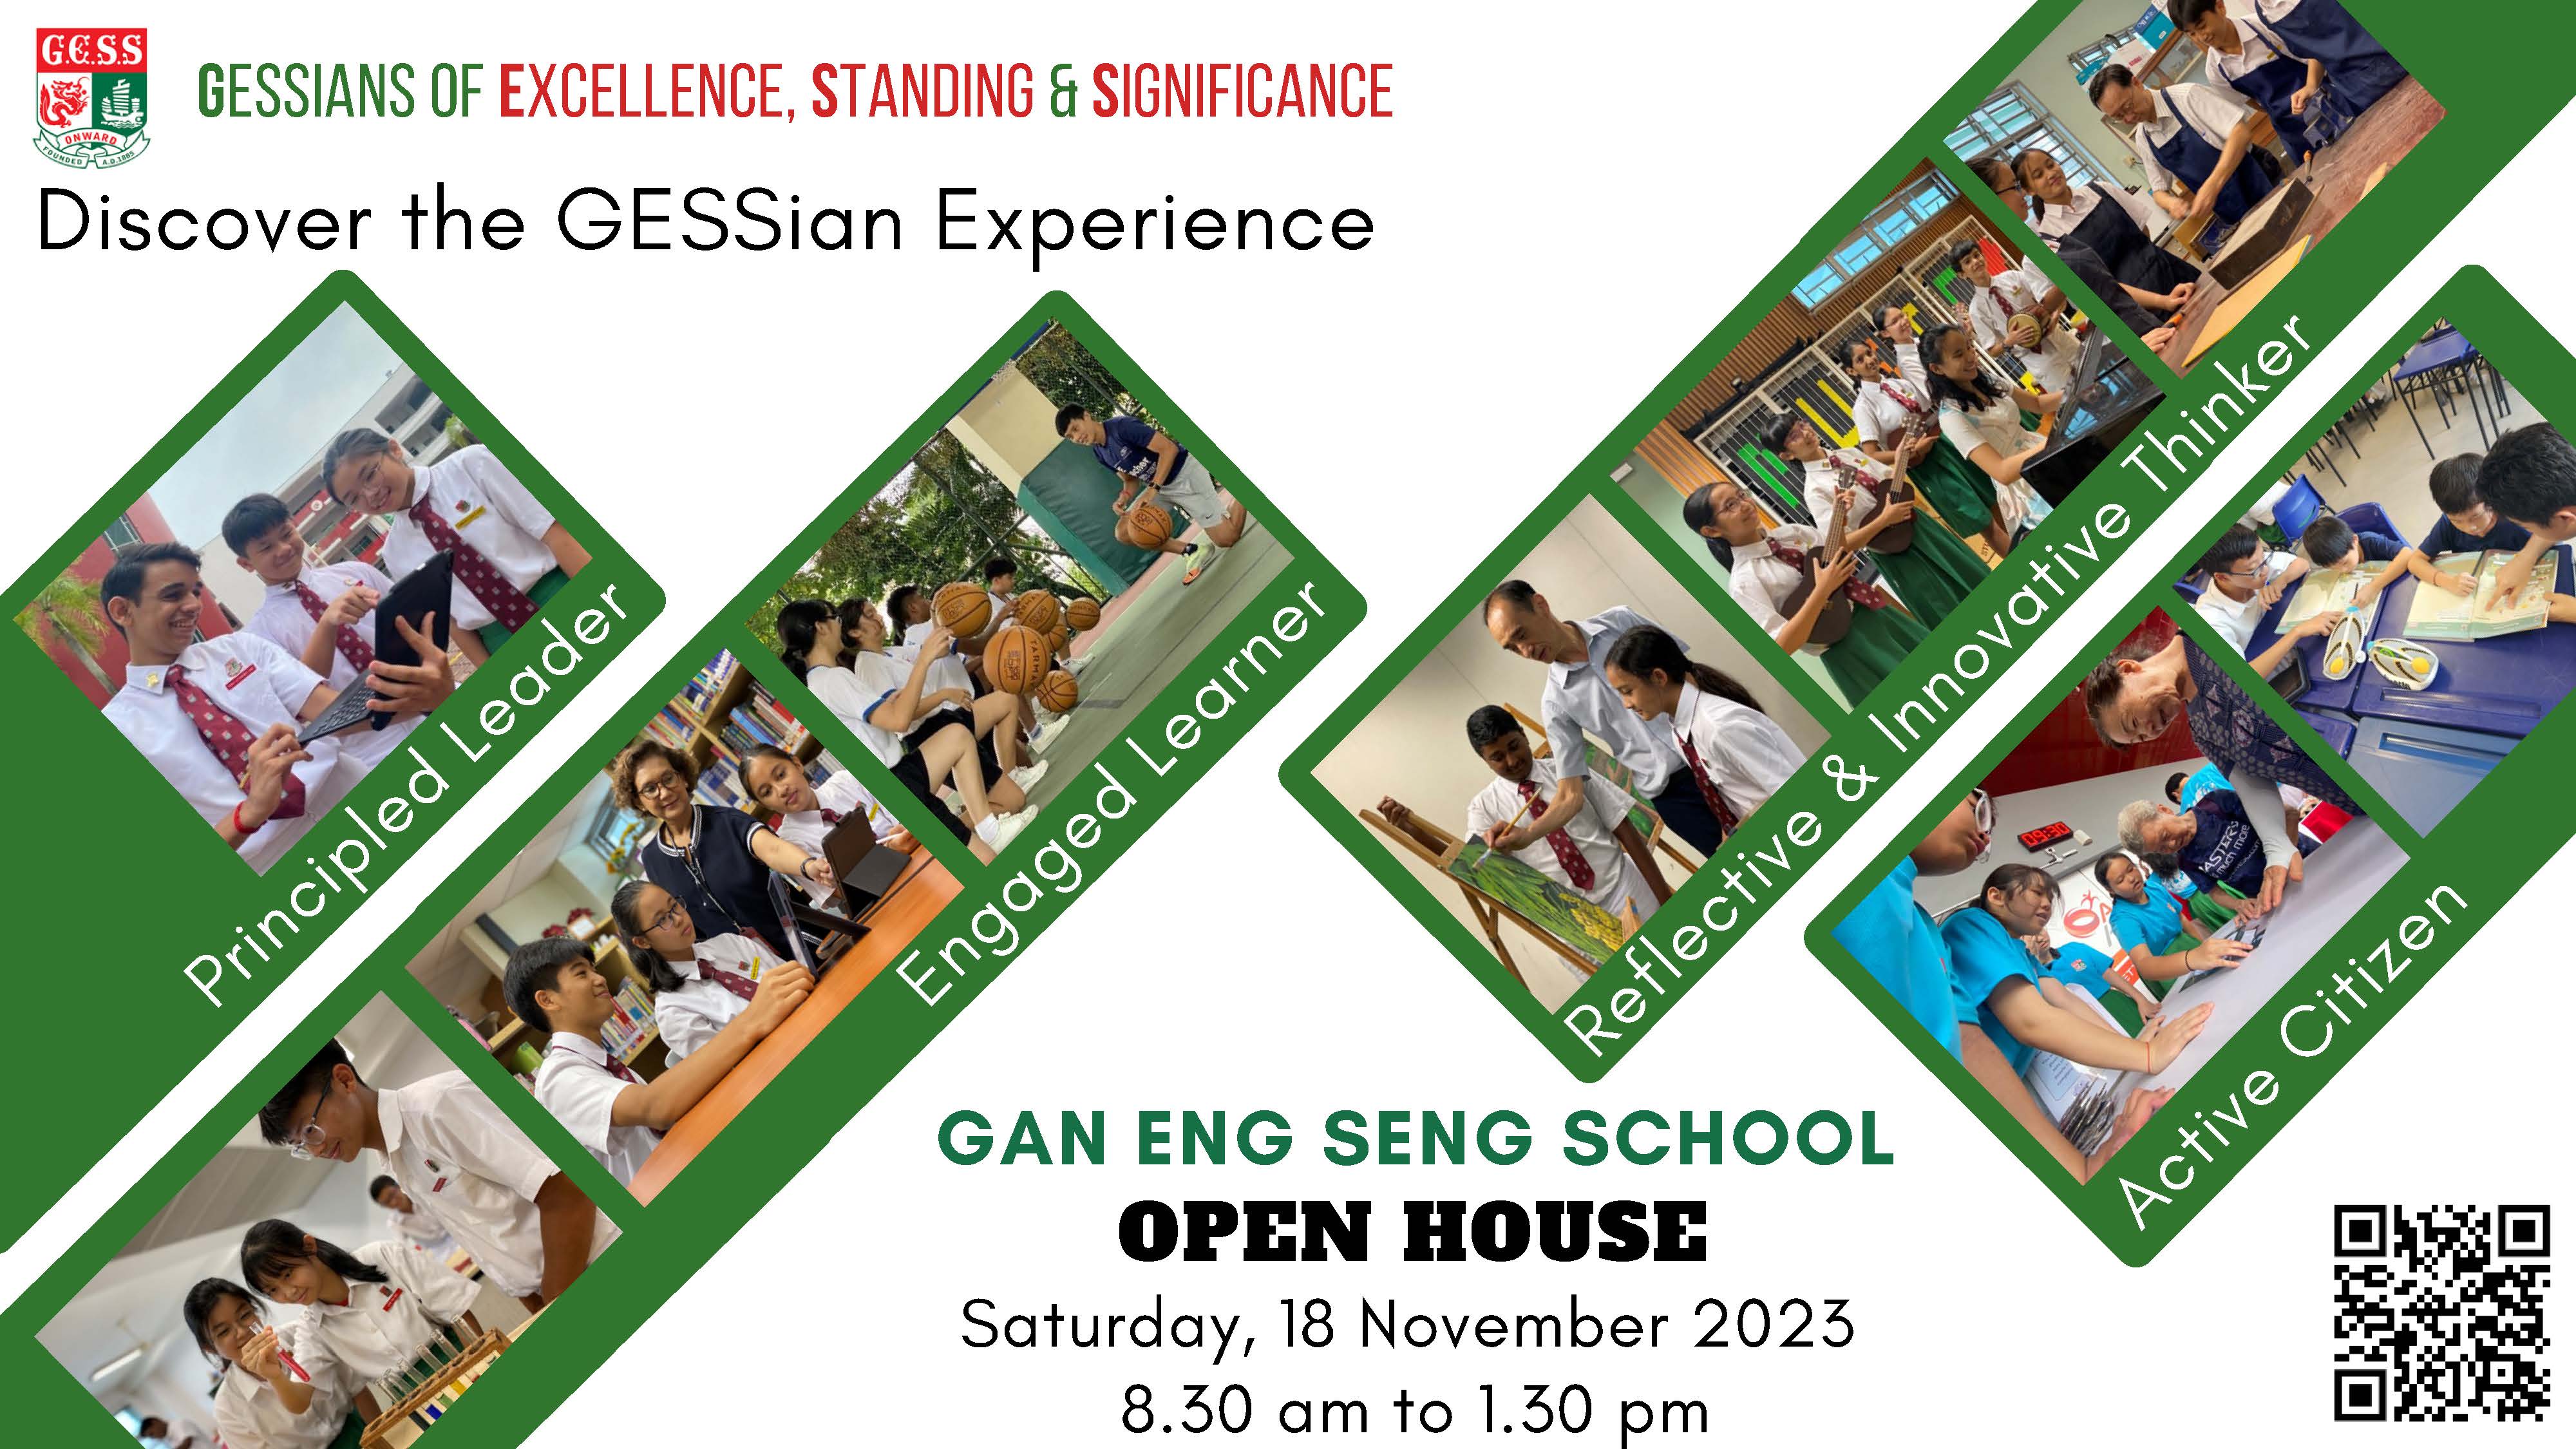 G.E.S.S
ONWARD
FOUNDED A.D.1885
GESSIANS OF EXCELLENCE, STANDING & SIGNIFICANCE
Discover the GESSian Experience
Principled Leader
Engaged Learner
Reflective & Innovative Thinker
Active Citizen
09:30
GAN ENG SENG SCHOOL
OPEN HOUSE
Saturday, 18 November 2023
8.30 am to 1.30 pm